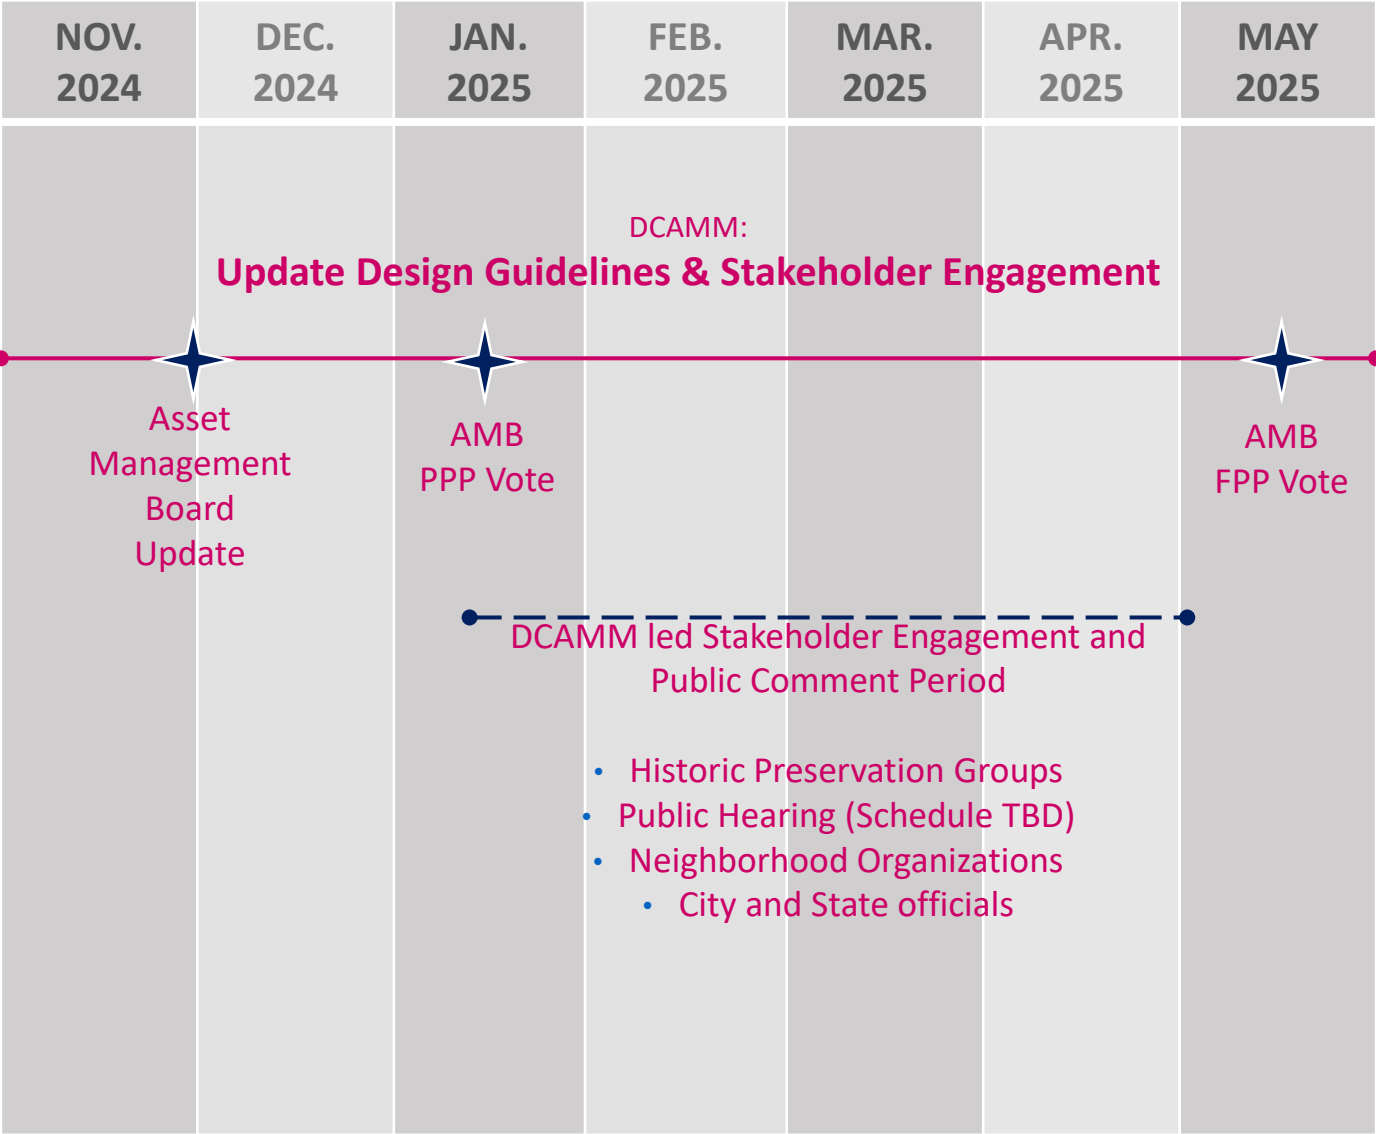 NOV.
2024
DEC.
2024
JAN.
2025
FEB.
2025
MAR.
2025
APR.
2025
MAY
2025
DCAMM:
Update Design Guidelines & Stakeholder Engagement
Asset
Management
Board
Update
AMB
PPP Vote
AMB
FPP Vote
DCAMM led Stakeholder Engagement and
Public Comment Period
• Historic Preservation Groups
• Public Hearing (Schedule TBD)
• Neighborhood Organizations
• City and State officials